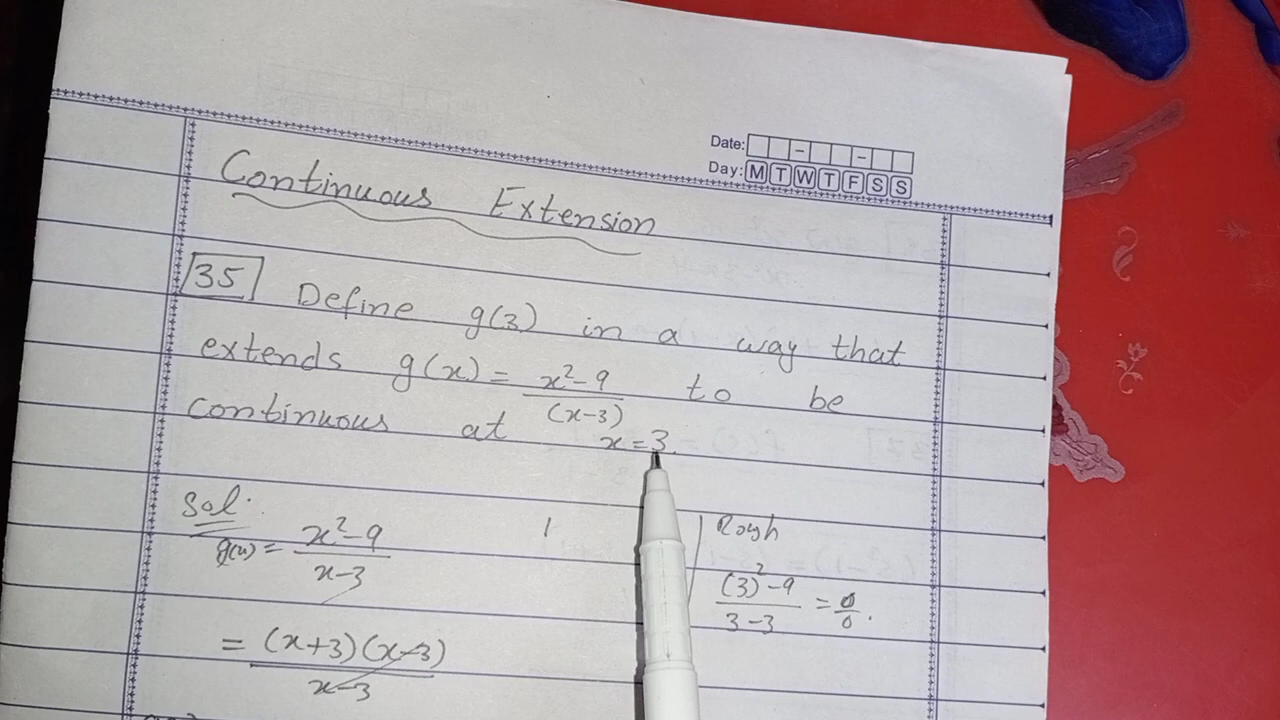 Date:
Day: M T W T F S S
Continuous Extension
35 Define g(3) in a way that
extends g(x) = x²-9 / (x-3) to be
continuous at x=3.
Sol.
g(x) = x²-9 / x-3
= (x+3)(x-3) / x-3
Rough
(3)²-9 / 3-3 = 0/0.